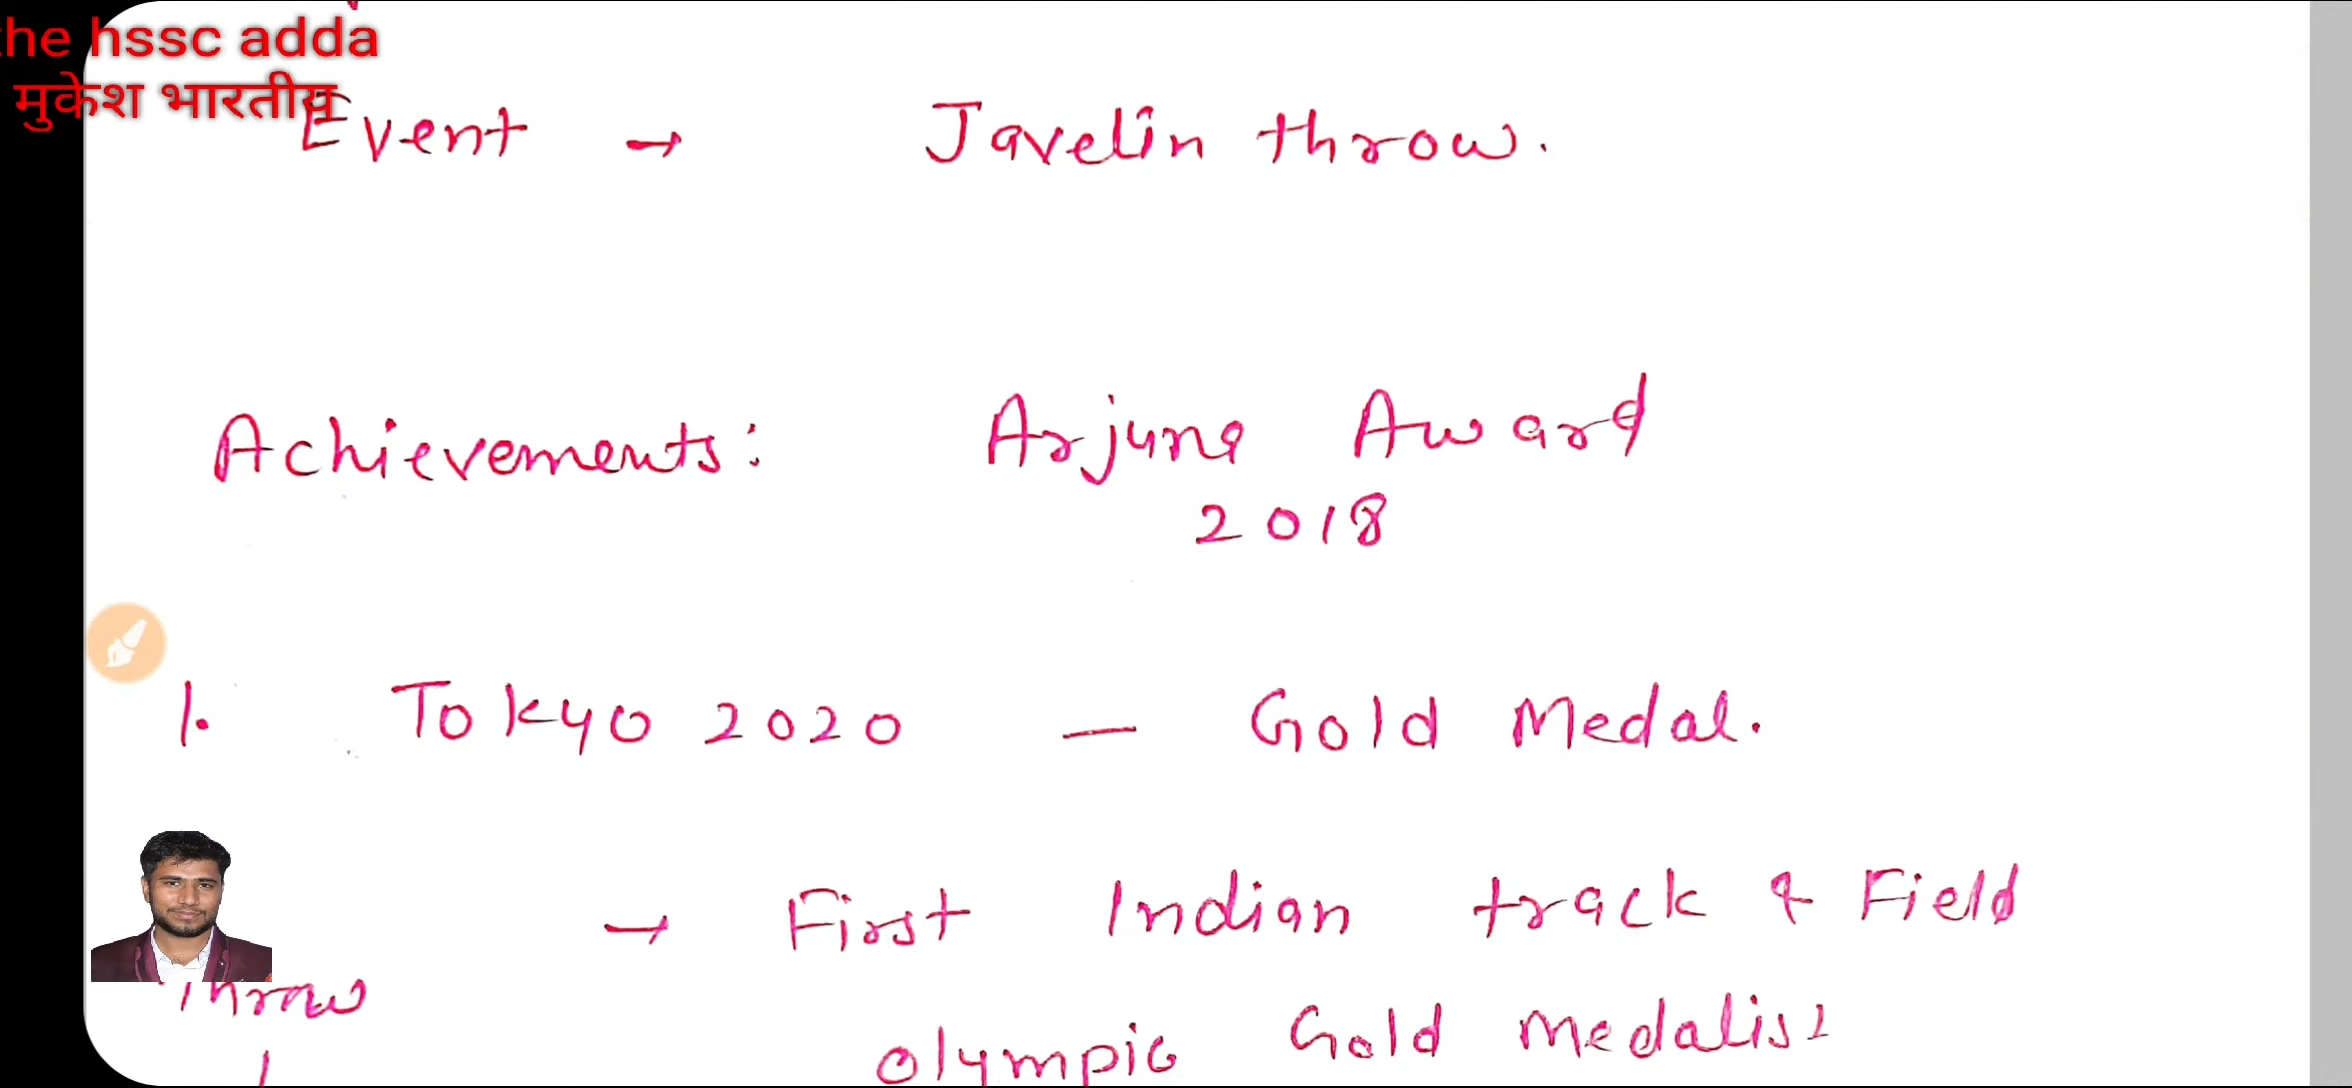 the hssc adda
मुकेश भारतीय
Event → Javelin throw.
Achievements: Arjuna Award
2018
1. Tokyo 2020 — Gold Medal.
→ First Indian track & Field
Throw
Olympic Gold medalist